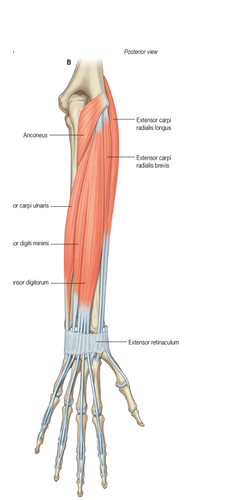 Posterior view
B
Extensor carpi
radialis longus
Anconeus
Extensor carpi
radialis brevis
or carpi ulnaris
or digiti minimi
nsor digitorum
Extensor retinaculum